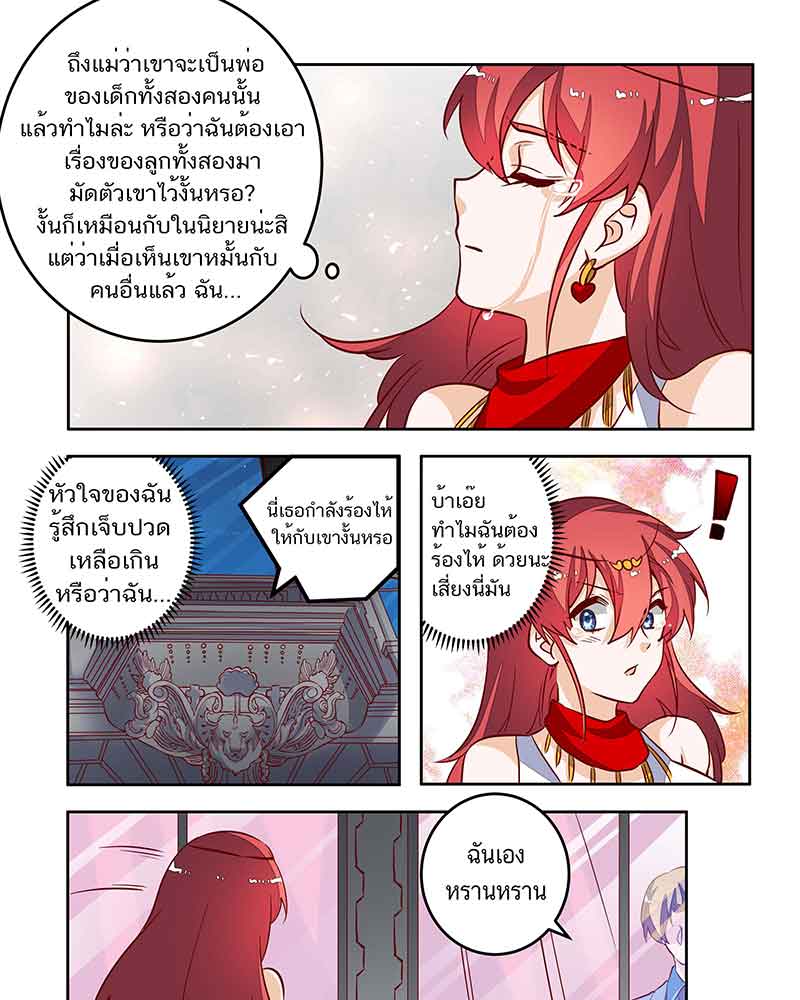 ถึงแม่ว่าเขาจะเป็นพ่อ
ของเด็กทั้งสองคนนั้น
แล้วทำไมล่ะ หรือว่าฉันต้องเอา
เรื่องของลูกทั้งสองมา
มัดตัวเขาไว้งั้นหรอ?
งั้นก็เหมือนกับในนิยายน่ะสิ
แต่ว่าเมื่อเห็นเขาหมั้นกับ
คนอื่นแล้ว ฉัน...
หัวใจของฉัน
รู้สึกเจ็บปวด
เหลือเกิน
หรือว่าฉัน...
นี่เธอกำลังร้องไห้
ให้กับเขางั้นหรอ
บ้าเอ๊ย
ทำไมฉันต้อง
ร้องไห้ ด้วยนะ
เสี่ยงนี่มัน
!
ฉันเอง
หรานหราน